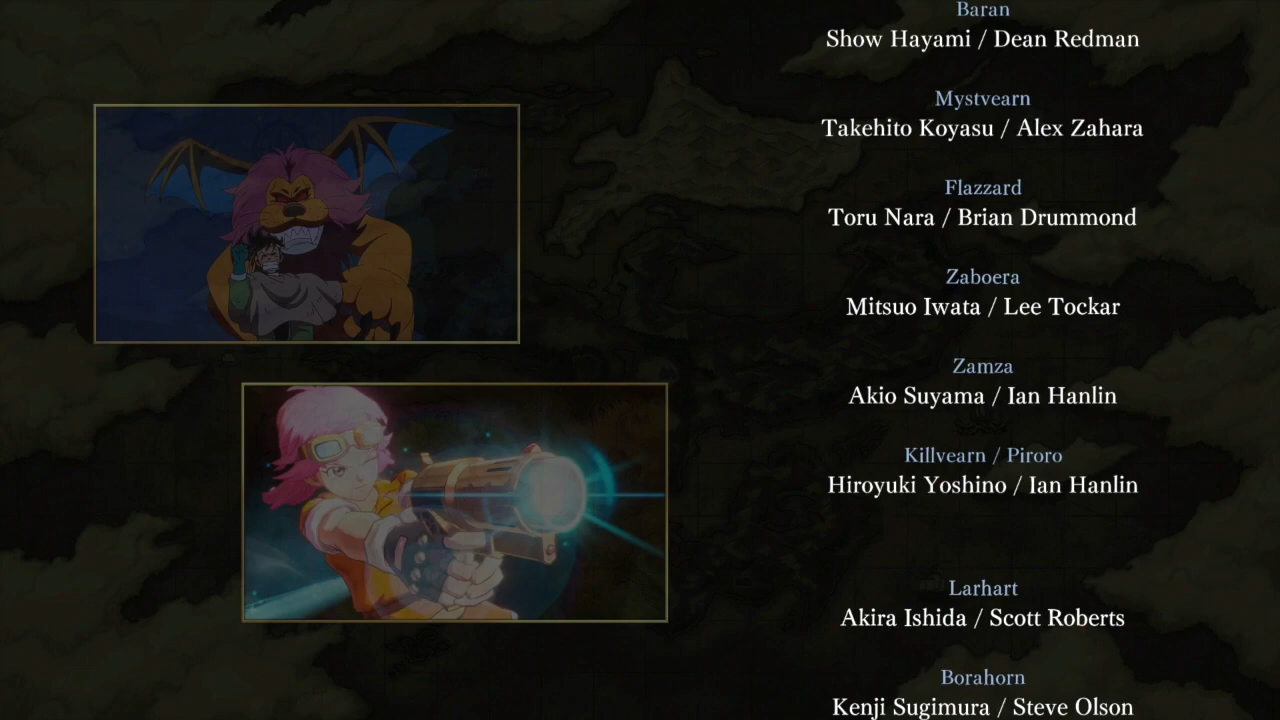 Baran
Show Hayami / Dean Redman
Mystvearn
Takehito Koyasu / Alex Zahara
Flazzard
Toru Nara / Brian Drummond
Zaboera
Mitsuo Iwata / Lee Tockar
Zamza
Akio Suyama / Ian Hanlin
Killvearn / Piroro
Hiroyuki Yoshino / Ian Hanlin
Larhart
Akira Ishida / Scott Roberts
Borahorn
Kenji Sugimura / Steve Olson